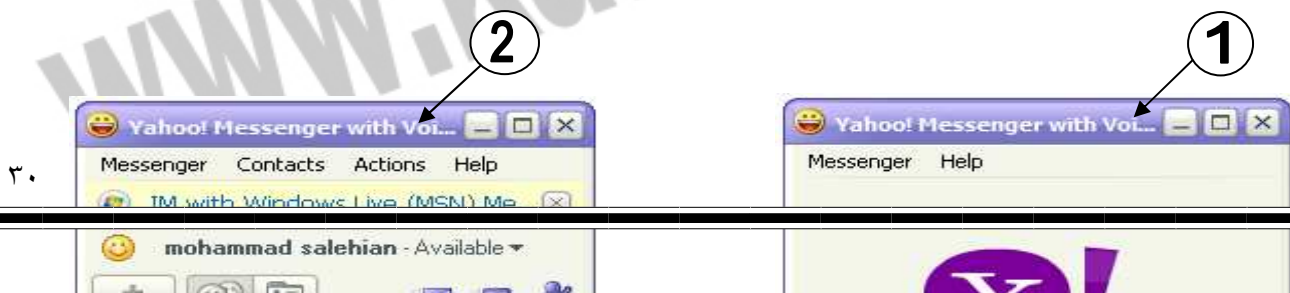 2
1
Yahoo! Messenger with Voi...
Messenger Contacts Actions Help
IM with Windows Live (MSN) Me
mohammad salehian - Available
Yahoo! Messenger with Voi...
Messenger Help
Y!
۳۰